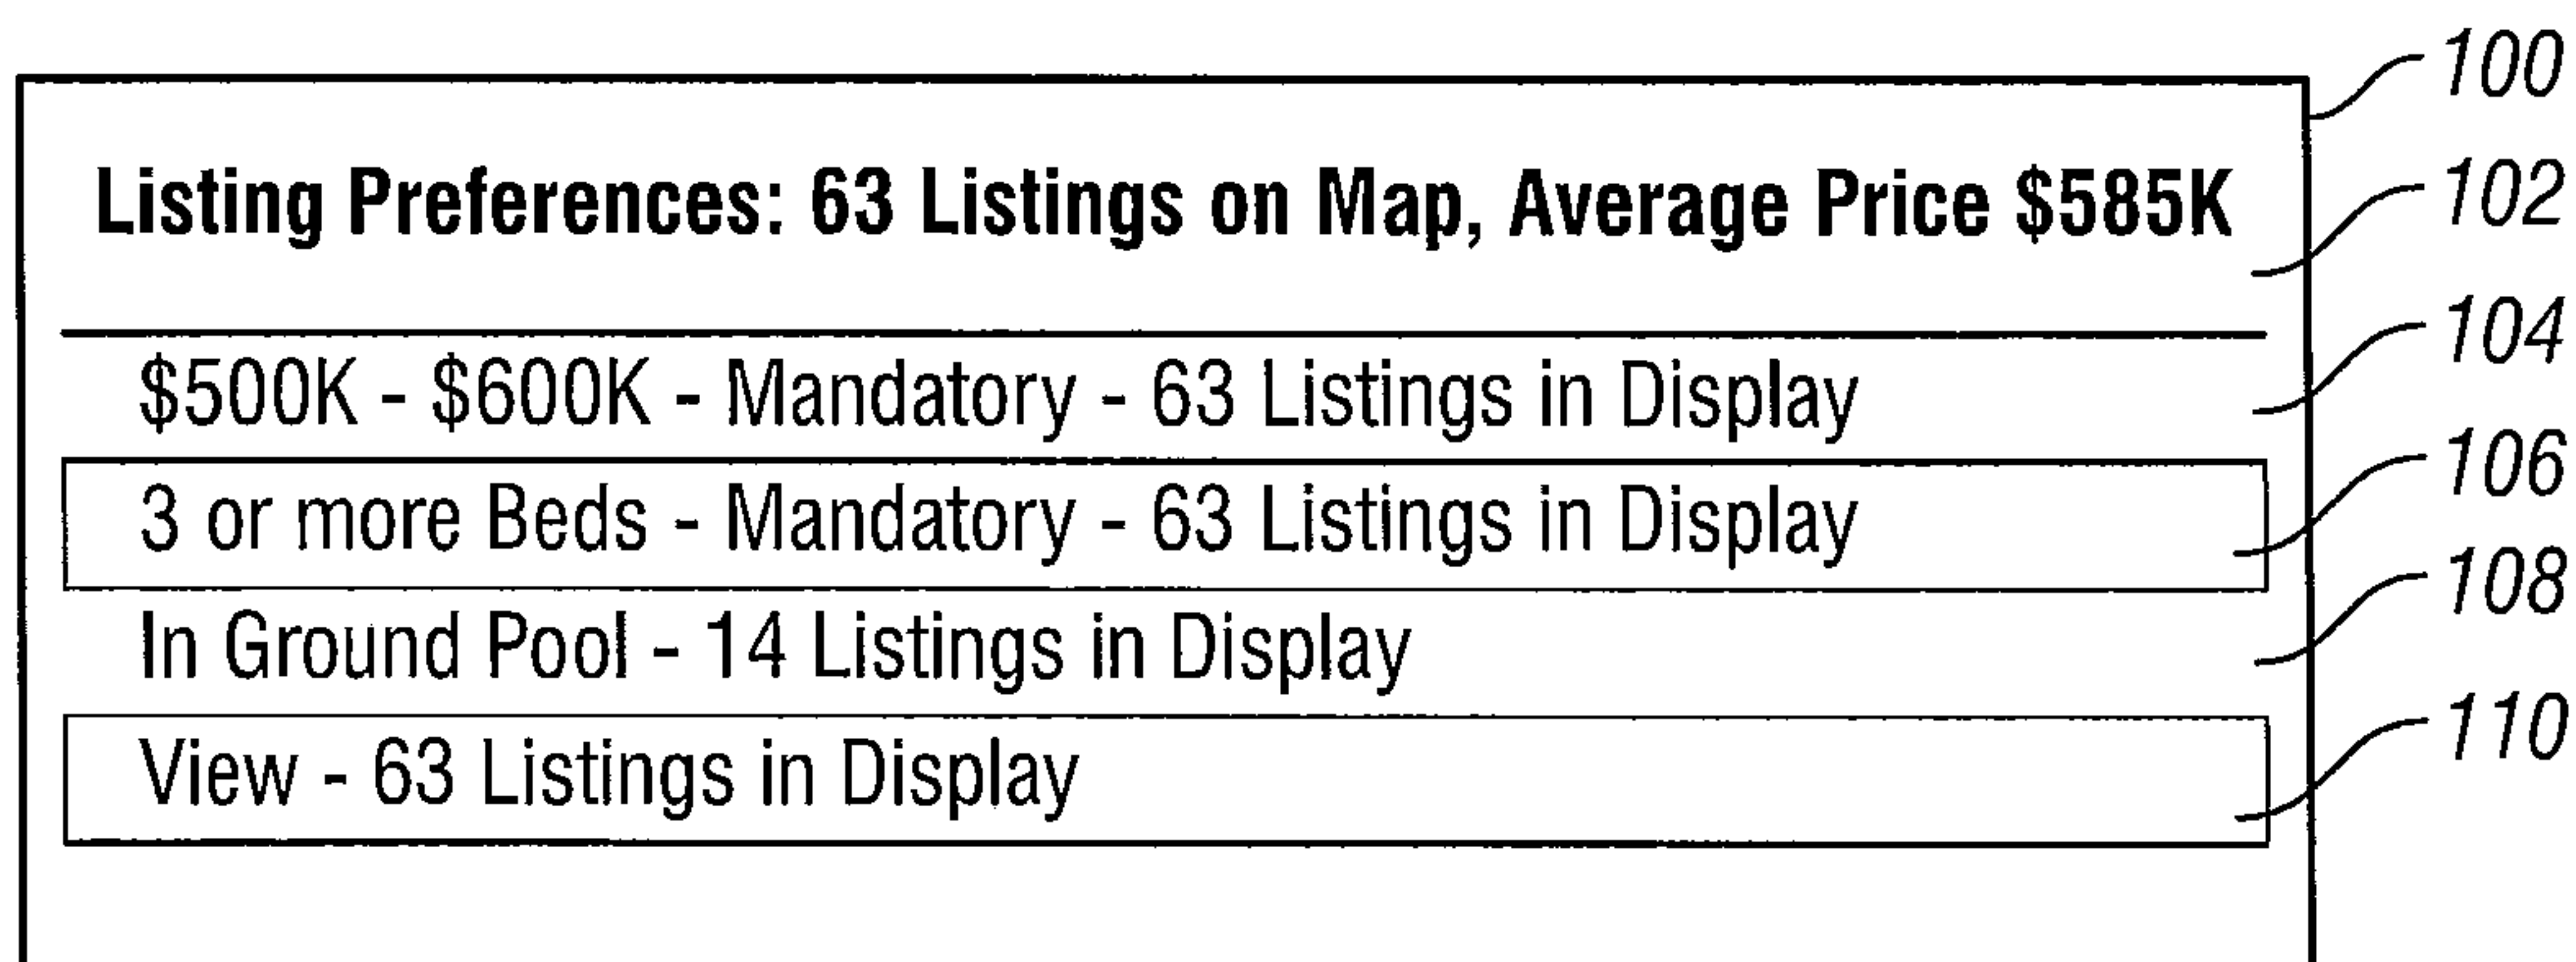 100
Listing Preferences: 63 Listings on Map, Average Price $585K
102
$500K - $600K - Mandatory - 63 Listings in Display
104
3 or more Beds - Mandatory - 63 Listings in Display
106
In Ground Pool - 14 Listings in Display
108
View - 63 Listings in Display
110